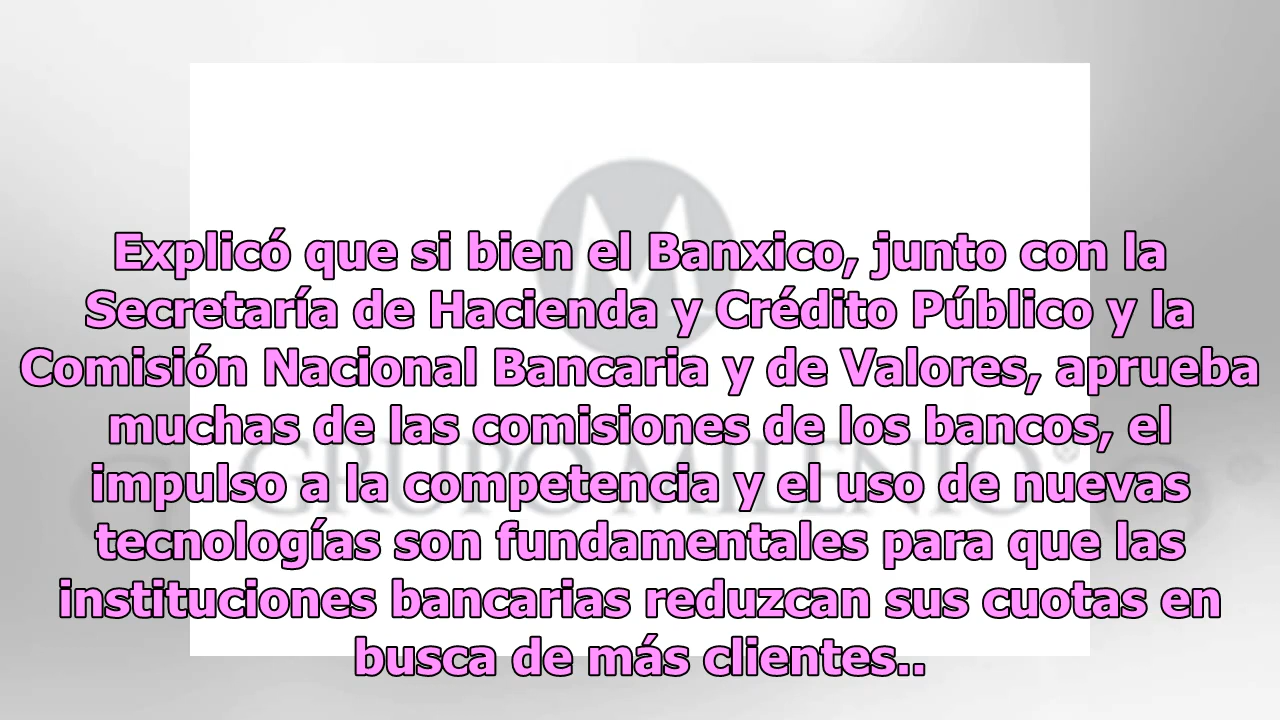 M
Explicó que si bien el Banxico, junto con la
Secretaría de Hacienda y Crédito Público y la
Comisión Nacional Bancaria y de Valores, aprueba
muchas de las comisiones de los bancos, el
GRUPO MILENIO®
impulso a la competencia y el uso de nuevas
tecnologías son fundamentales para que las
instituciones bancarias reduzcan sus cuotas en
busca de más clientes..